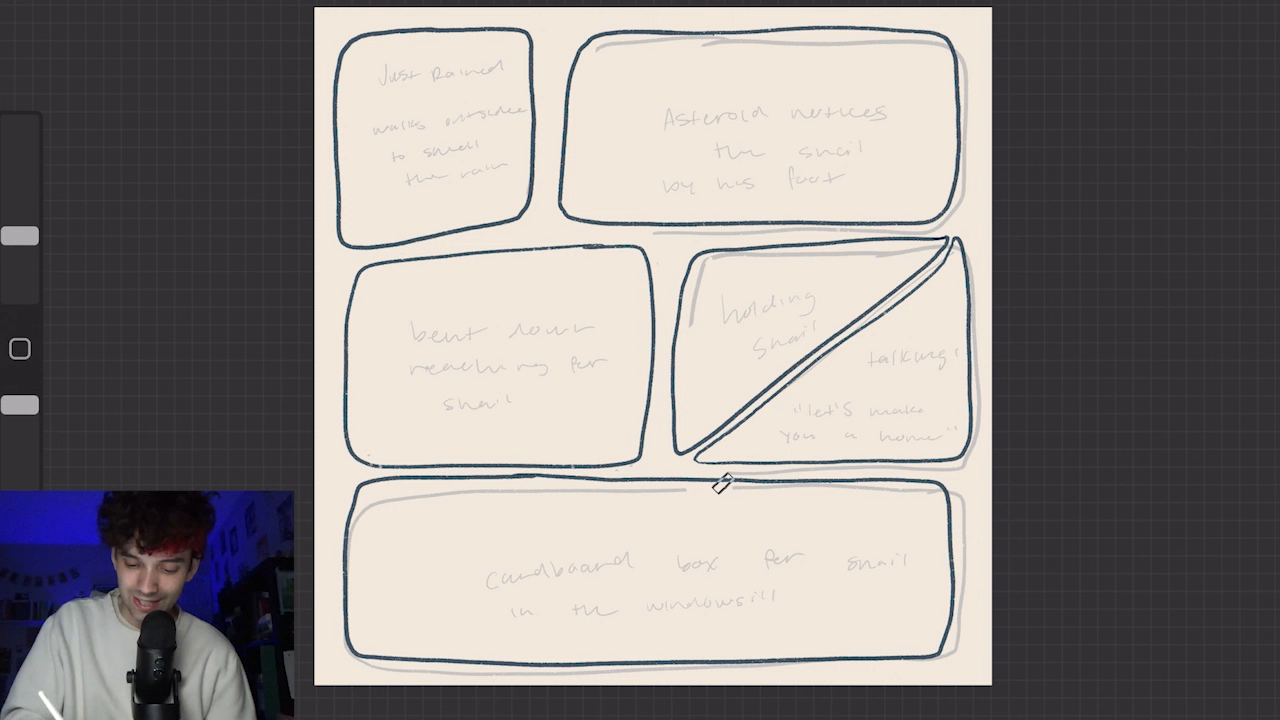 Just Rained
walks outside
to smell
the rain
Asteroid notices
the snail
by his foot
bent down
reaching for
snail
holding
snail
talking:
"let's make
you a home"
Cardboard box for snail
in the windowsill